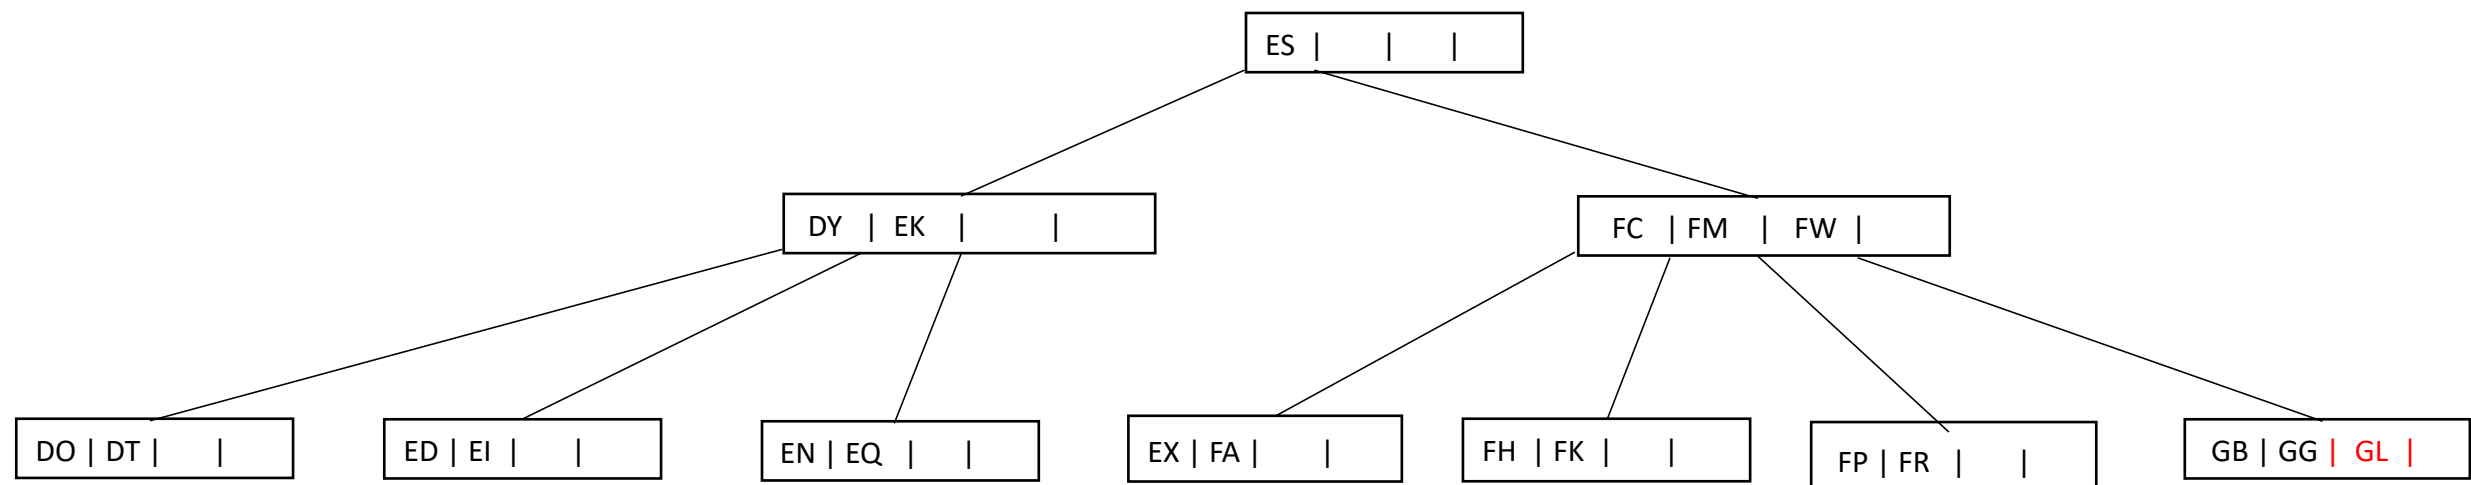 ES | | |
DY | EK | |
FC | FM | FW |
DO | DT | |
ED | EI | |
EN | EQ | |
EX | FA | |
FH | FK | |
FP | FR | |
GB | GG | GL |